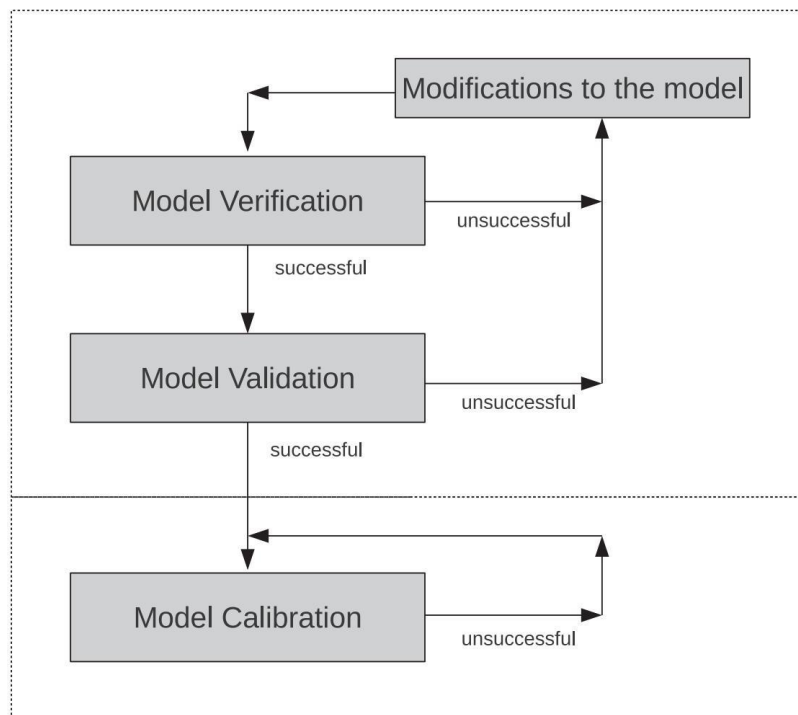 Modifications to the model
Model Verification
unsuccessful
successful
Model Validation
unsuccessful
successful
Model Calibration
unsuccessful